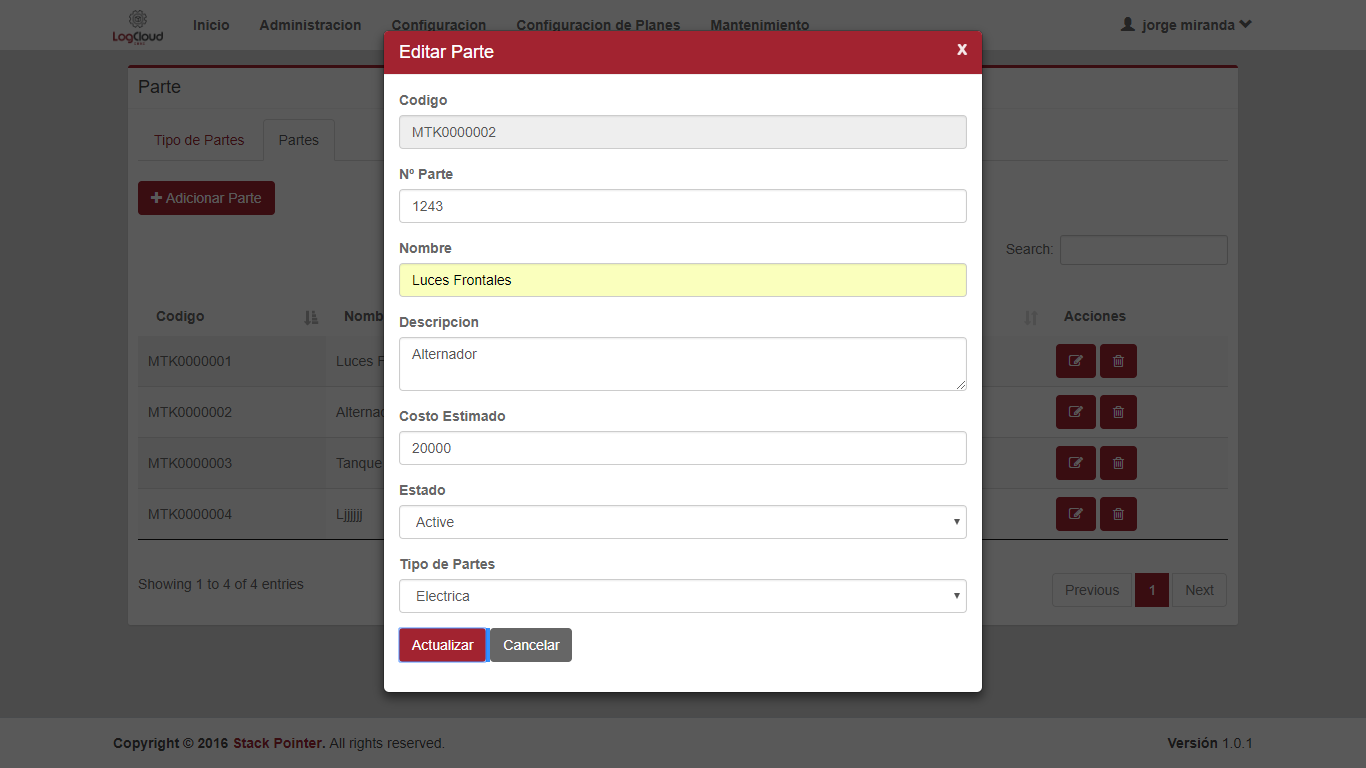 LogCloud
Inicio Administracion Configuracion Configuracion de Planes Mantenimiento jorge miranda
Parte
Tipo de Partes Partes
Adicionar Parte
Search:
Codigo Nomb Acciones
MTK0000001 Luces F
MTK0000002 Alternad
MTK0000003 Tanque
MTK0000004 Ljjjjjj
Showing 1 to 4 of 4 entries
Previous 1 Next
Editar Parte x
Codigo
MTK0000002
Nº Parte
1243
Nombre
Luces Frontales
Descripcion
Alternador
Costo Estimado
20000
Estado
Active
Tipo de Partes
Electrica
Actualizar Cancelar
Copyright © 2016 Stack Pointer. All rights reserved. Versión 1.0.1